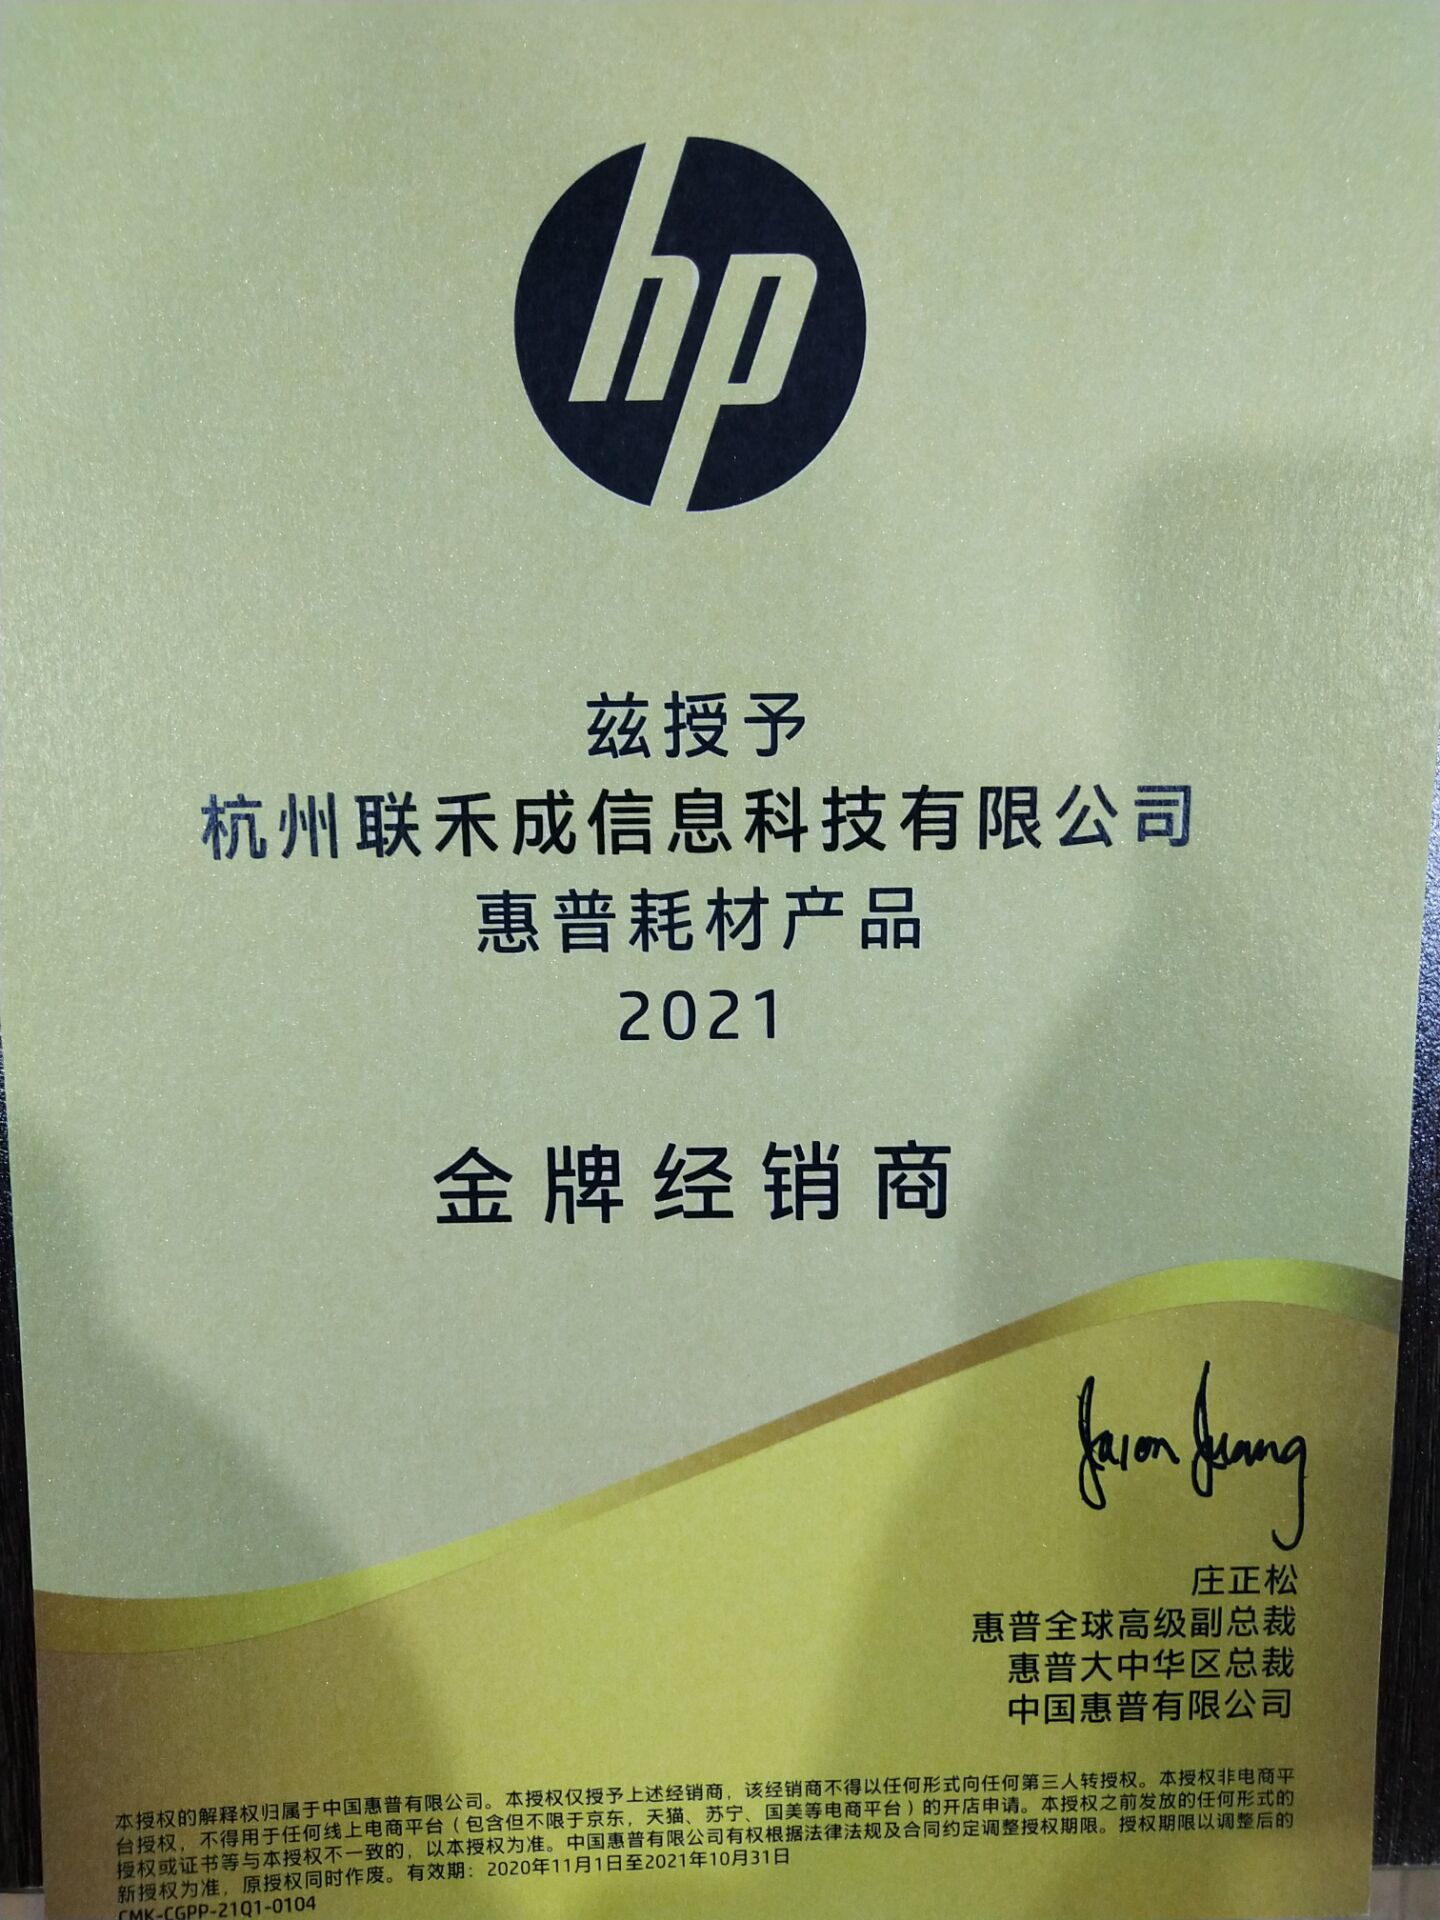 hp
兹授予
杭州联禾成信息科技有限公司
惠普耗材产品
2021
金牌经销商
Jason Juang
庄正松
惠普全球高级副总裁
惠普大中华区总裁
中国惠普有限公司
本授权的解释权归属于中国惠普有限公司。本授权仅授予上述经销商，该经销商不得以任何形式向任何第三人转授权。本授权非电商平
台授权，不得用于任何线上电商平台（包含但不限于京东，天猫、苏宁、国美等电商平台）的开店申请。本授权之前发放的任何形式的
授权或证书等与本授权不一致的，以本授权为准。中国惠普有限公司有权根据法律法规及合同约定调整授权期限。授权期限以调整后的
新授权为准，原授权同时作废。有效期：2020年11月1日至2021年10月31日
CMK-CGPP-21Q1-0104